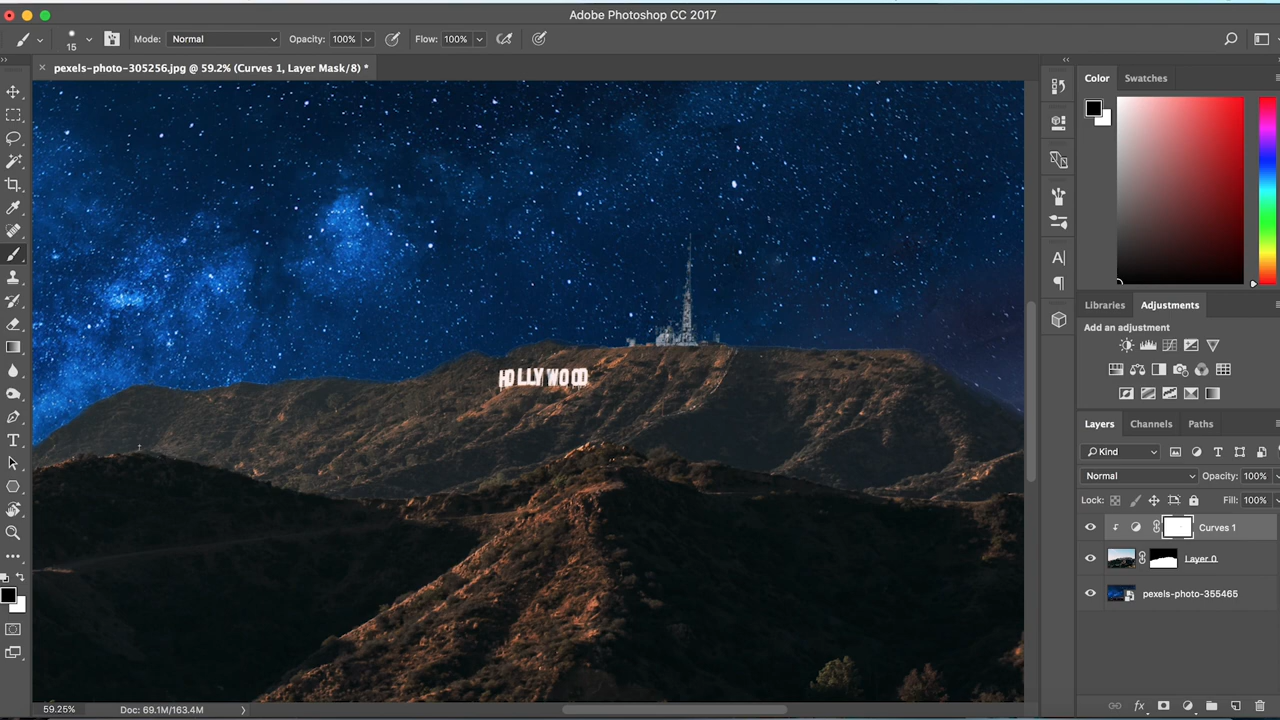 Adobe Photoshop CC 2017
15 Mode: Normal Opacity: 100% Flow: 100%
pexels-photo-305256.jpg @ 59.2% (Curves 1, Layer Mask/8) *
HOLLYWOOD
59.25% Doc: 69.1M/163.4M
Color Swatches
Libraries Adjustments
Add an adjustment
Layers Channels Paths
Kind
Normal Opacity: 100%
Lock: Fill: 100%
Curves 1
Layer 0
pexels-photo-355465